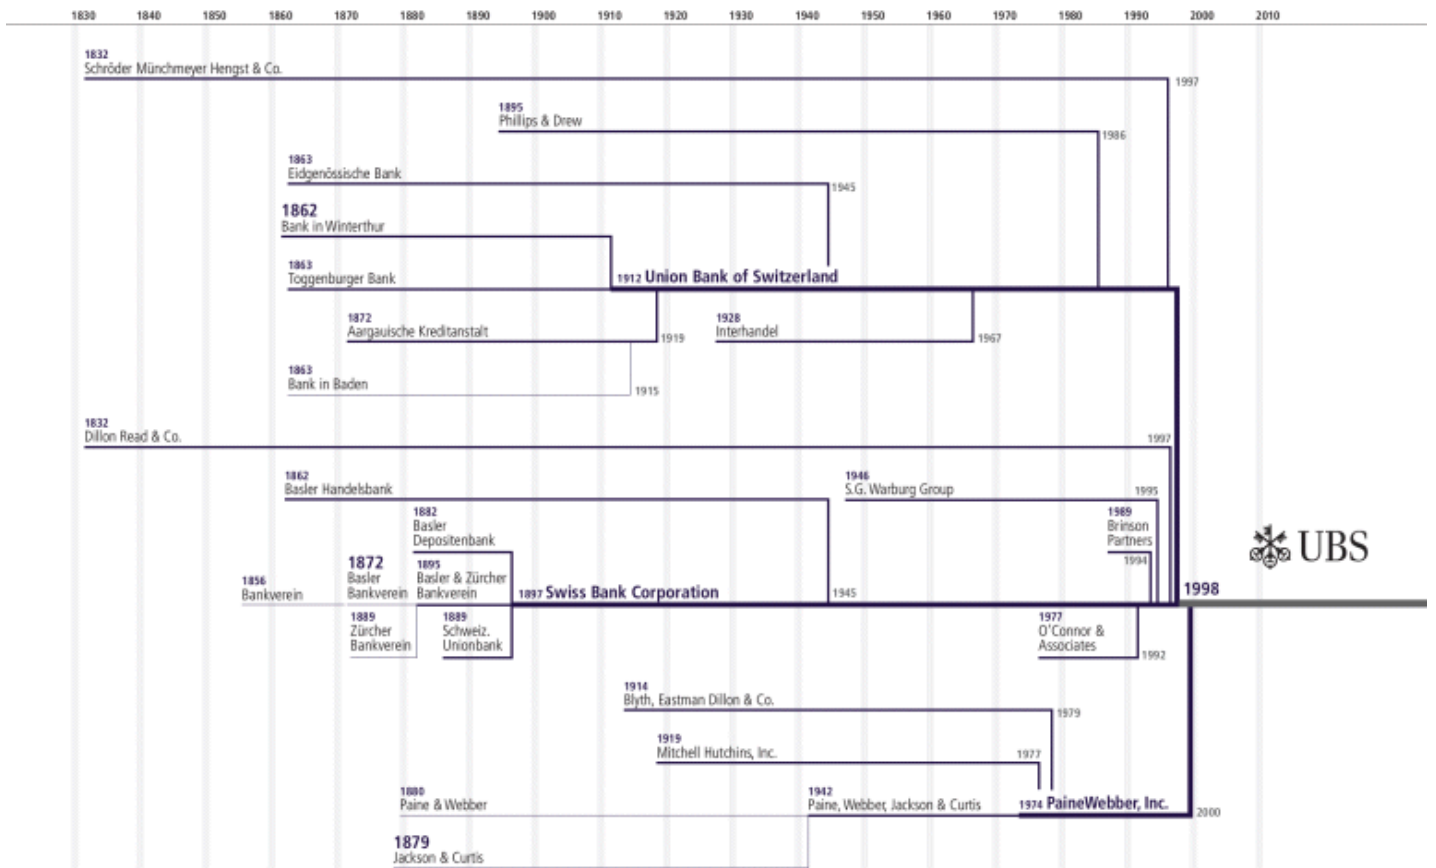 1830 1840 1850 1860 1870 1880 1890 1900 1910 1920 1930 1940 1950 1960 1970 1980 1990 2000 2010
1832
Schröder Münchmeyer Hengst & Co.
1997
1895
Phillips & Drew
1986
1863
Eidgenössische Bank
1945
1862
Bank in Winterthur
1863
Toggenburger Bank
1912 Union Bank of Switzerland
1872
Aargauische Kreditanstalt
1919
1928
Interhandel
1967
1863
Bank in Baden
1915
1832
Dillon Read & Co.
1997
1862
Basler Handelsbank
1946
S.G. Warburg Group
1995
1882
Basler
Depositenbank
1989
Brinson
Partners
1994
UBS
1856
Bankverein
1872
Basler
Bankverein
1895
Basler & Zürcher
Bankverein
1897 Swiss Bank Corporation
1945
1998
1889
Zürcher
Bankverein
1889
Schweiz.
Unionbank
1977
O'Connor &
Associates
1992
1914
Blyth, Eastman Dillon & Co.
1979
1919
Mitchell Hutchins, Inc.
1977
1880
Paine & Webber
1942
Paine, Webber, Jackson & Curtis
1974 PaineWebber, Inc.
2000
1879
Jackson & Curtis